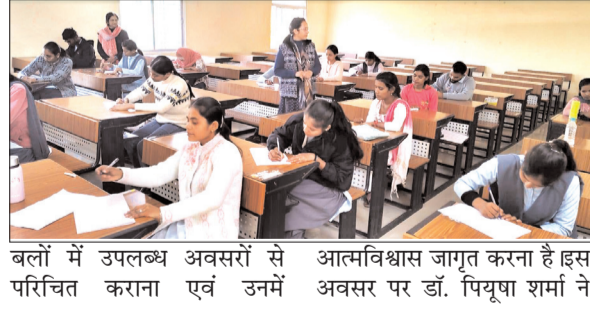 बलों में उपलब्ध अवसरों से
परिचित कराना एवं उनमें
आत्मविश्वास जागृत करना है।इस
अवसर पर डॉ. पियूषा शर्मा ने